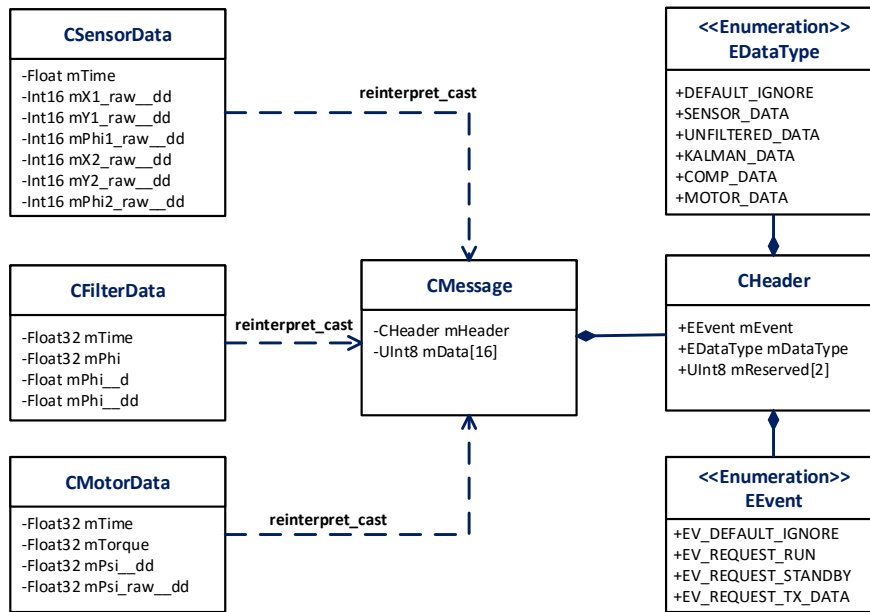 CSensorData
-Float mTime
-Int16 mX1_raw__dd
-Int16 mY1_raw__dd
-Int16 mPhi1_raw__dd
-Int16 mX2_raw__dd
-Int16 mY2_raw__dd
-Int16 mPhi2_raw__dd
reinterpret_cast
<<Enumeration>>
EDataType
+DEFAULT_IGNORE
+SENSOR_DATA
+UNFILTERED_DATA
+KALMAN_DATA
+COMP_DATA
+MOTOR_DATA
CFilterData
-Float32 mTime
-Float32 mPhi
-Float mPhi__d
-Float mPhi__dd
reinterpret_cast
CMessage
-CHeader mHeader
-UInt8 mData[16]
CHeader
+EEvent mEvent
+EDataType mDataType
+UInt8 mReserved[2]
CMotorData
-Float32 mTime
-Float32 mTorque
-Float32 mPsi__dd
-Float32 mPsi_raw__dd
reinterpret_cast
<<Enumeration>>
EEvent
+EV_DEFAULT_IGNORE
+EV_REQUEST_RUN
+EV_REQUEST_STANDBY
+EV_REQUEST_TX_DATA